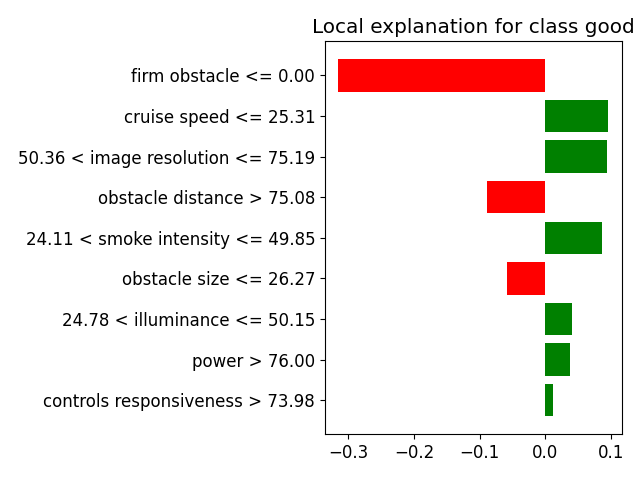 Local explanation for class good
firm obstacle <= 0.00
cruise speed <= 25.31
50.36 < image resolution <= 75.19
obstacle distance > 75.08
24.11 < smoke intensity <= 49.85
obstacle size <= 26.27
24.78 < illuminance <= 50.15
power > 76.00
controls responsiveness > 73.98
−0.3 −0.2 −0.1 0.0 0.1